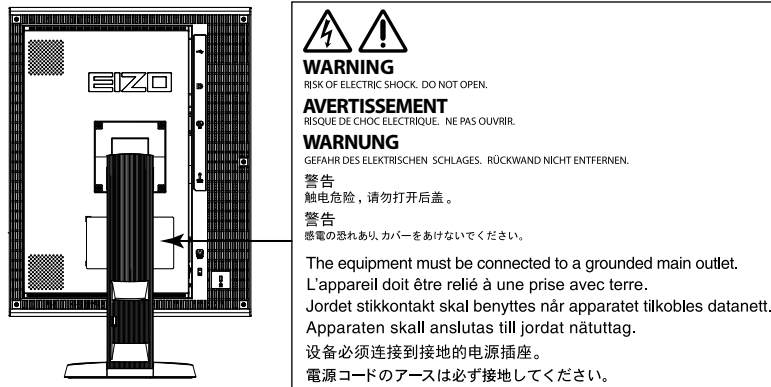 EIZO
WARNING
RISK OF ELECTRIC SHOCK. DO NOT OPEN.
AVERTISSEMENT
RISQUE DE CHOC ELECTRIQUE. NE PAS OUVRIR.
WARNUNG
GEFAHR DES ELEKTRISCHEN SCHLAGES. RÜCKWAND NICHT ENTFERNEN.
警告
触电危险，请勿打开后盖。
警告
感電の恐れあり、カバーをあけないでください。
The equipment must be connected to a grounded main outlet.
L'appareil doit être relié à une prise avec terre.
Jordet stikkontakt skal benyttes når apparatet tilkobles datanett.
Apparaten skall anslutas till jordat nätuttag.
设备必须连接到接地的电源插座。
電源コードのアースは必ず接地してください。